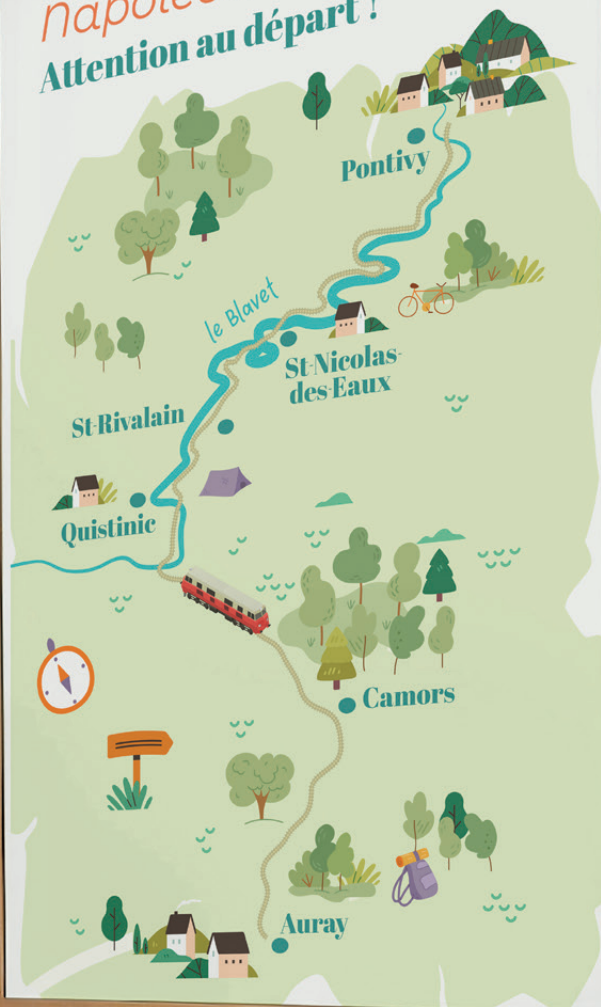 Attention au départ !
Pontivy
le Blavet
St-Nicolas-
des-Eaux
St-Rivalain
Quistinic
Camors
Auray